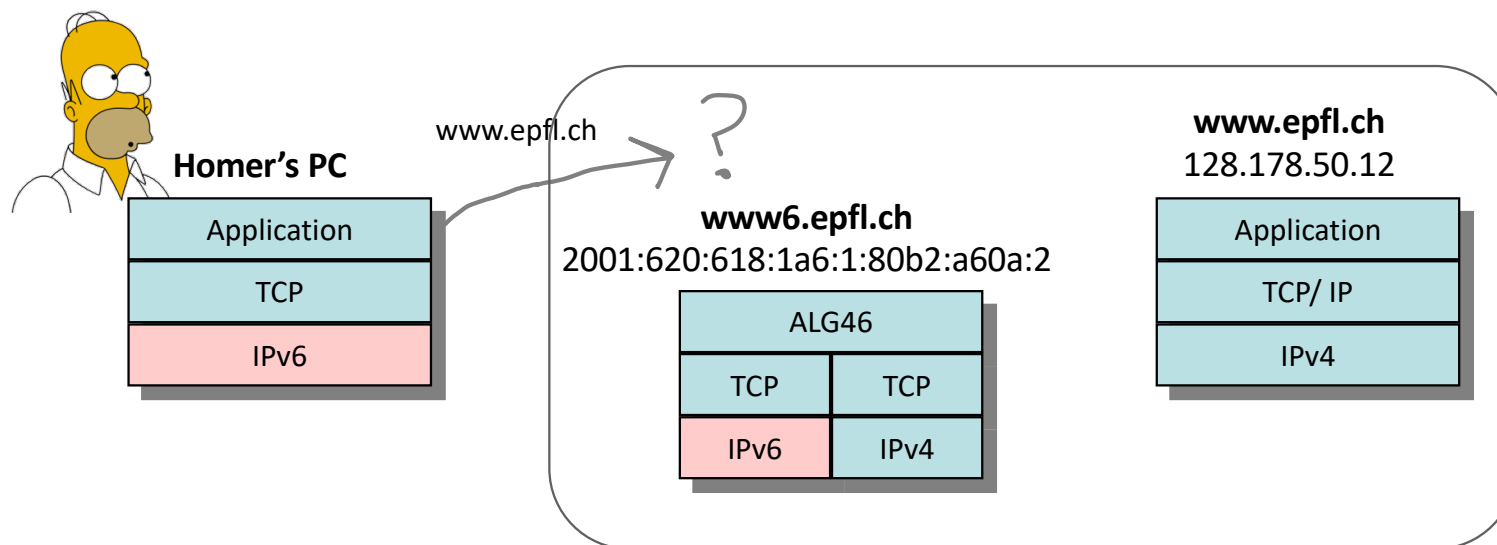 www.epfl.ch
?
www.epfl.ch
128.178.50.12
Homer’s PC
Application
TCP
IPv6
www6.epfl.ch
2001:620:618:1a6:1:80b2:a60a:2
ALG46
TCP TCP
IPv6 IPv4
Application
TCP/ IP
IPv4